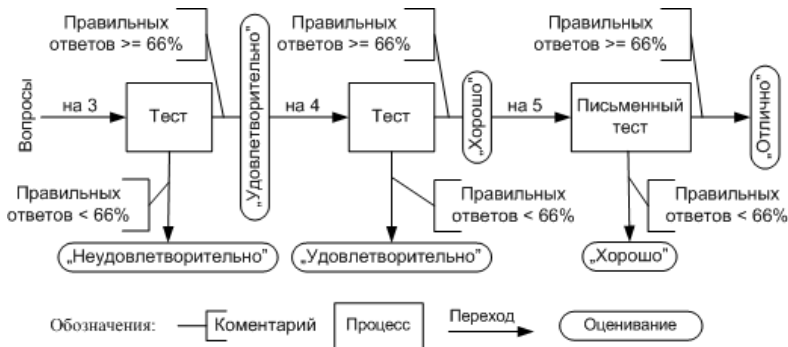 Правильных
ответов >= 66%
Правильных
ответов >= 66%
Правильных
ответов >= 66%
Вопросы
на 3
Тест
„Удовлетворительно”
на 4
Тест
„Хорошо”
на 5
Письменный
тест
„Отлично”
Правильных
ответов < 66%
Правильных
ответов < 66%
Правильных
ответов < 66%
„Неудовлетворительно”
„Удовлетворительно”
„Хорошо”
Обозначения:
Коментарий
Процесс
Переход
Оценивание